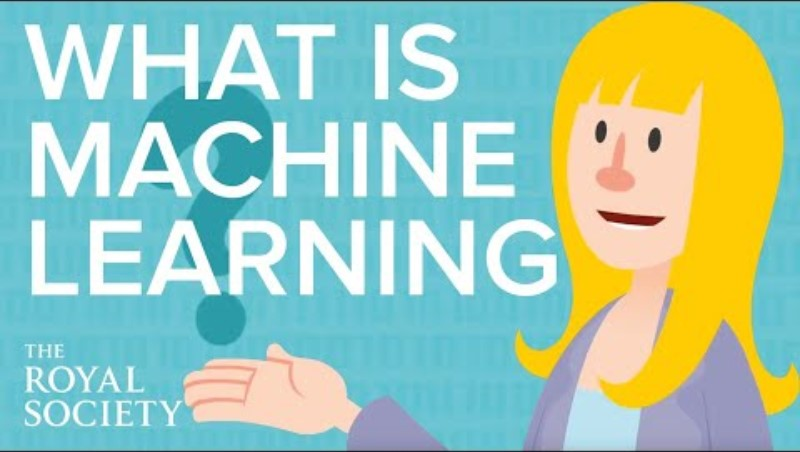 WHAT IS
MACHINE
LEARNING
?
THE
ROYAL
SOCIETY